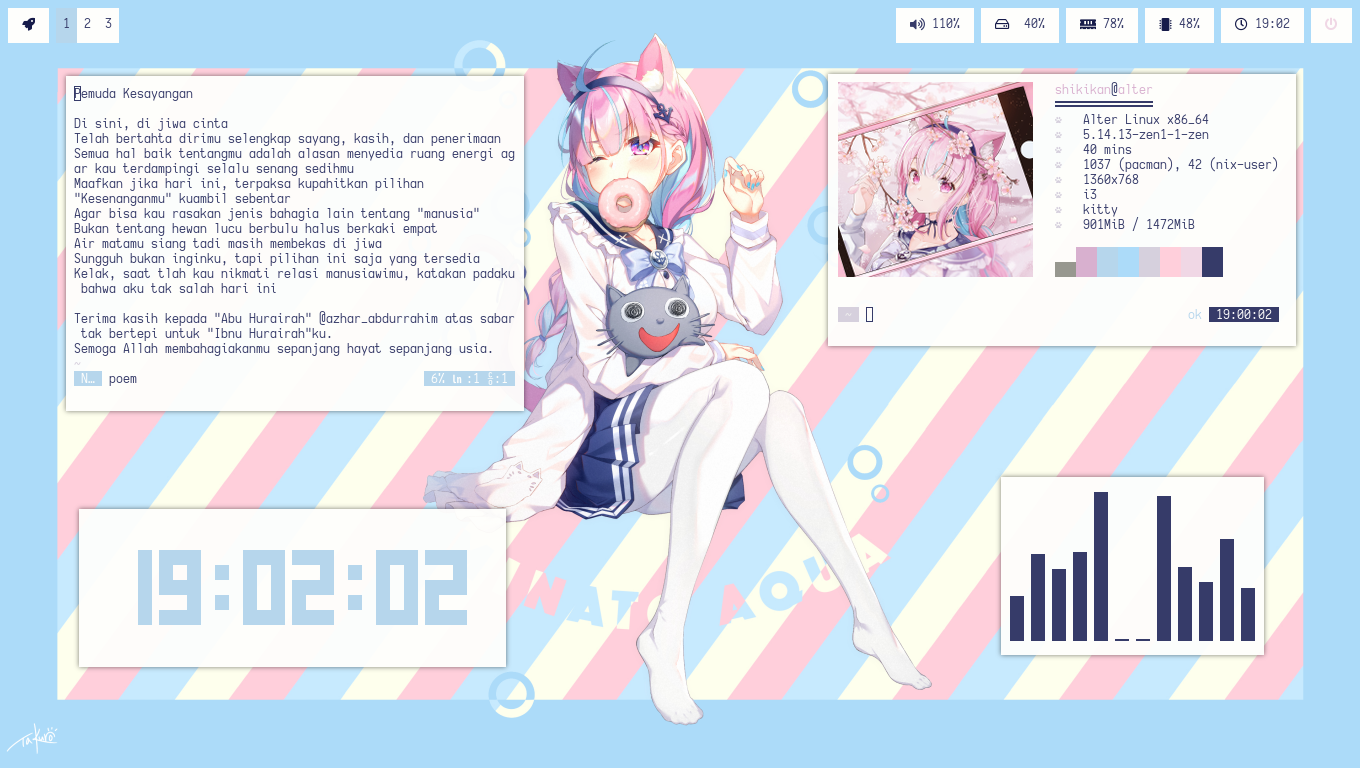 1 2 3
110% 40% 78% 48% 19:02
Pemuda Kesayangan
Di sini, di jiwa cinta
Telah bertahta dirimu selengkap sayang, kasih, dan penerimaan
Semua hal baik tentangmu adalah alasan menyedia ruang energi ag
ar kau terdampingi selalu senang sedihmu
Maafkan jika hari ini, terpaksa kupahitkan pilihan
"Kesenanganmu" kuambil sebentar
Agar bisa kau rasakan jenis bahagia lain tentang "manusia"
Bukan tentang hewan lucu berbulu halus berkaki empat
Air matamu siang tadi masih membekas di jiwa
Sungguh bukan inginku, tapi pilihan ini saja yang tersedia
Kelak, saat tlah kau nikmati relasi manusiawimu, katakan padaku
bahwa aku tak salah hari ini
Terima kasih kepada "Abu Hurairah" @azhar_abdurrahim atas sabar
tak bertepi untuk "Ibnu Hurairah"ku.
Semoga Allah membahagiakanmu sepanjang hayat sepanjang usia.
~
N… poem 6% ㏑:1 ℅:1
shikikan@alter
Alter Linux x86_64
5.14.13-zen1-1-zen
40 mins
1037 (pacman), 42 (nix-user)
1360x768
i3
kitty
901MiB / 1472MiB
~ ok 19:00:02
19:02:02
NATO AQUA
Takuro